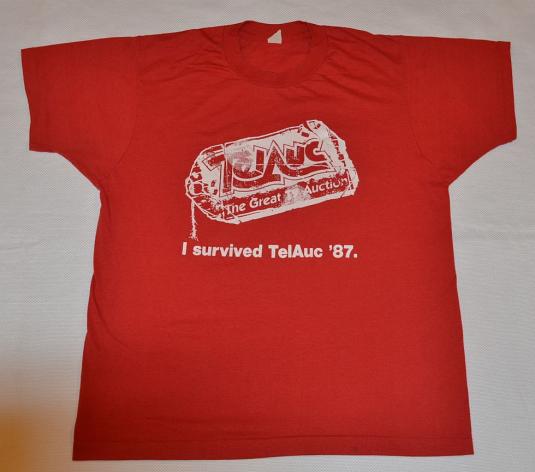 TELAUC
The Great Auction
I survived TelAuc '87.